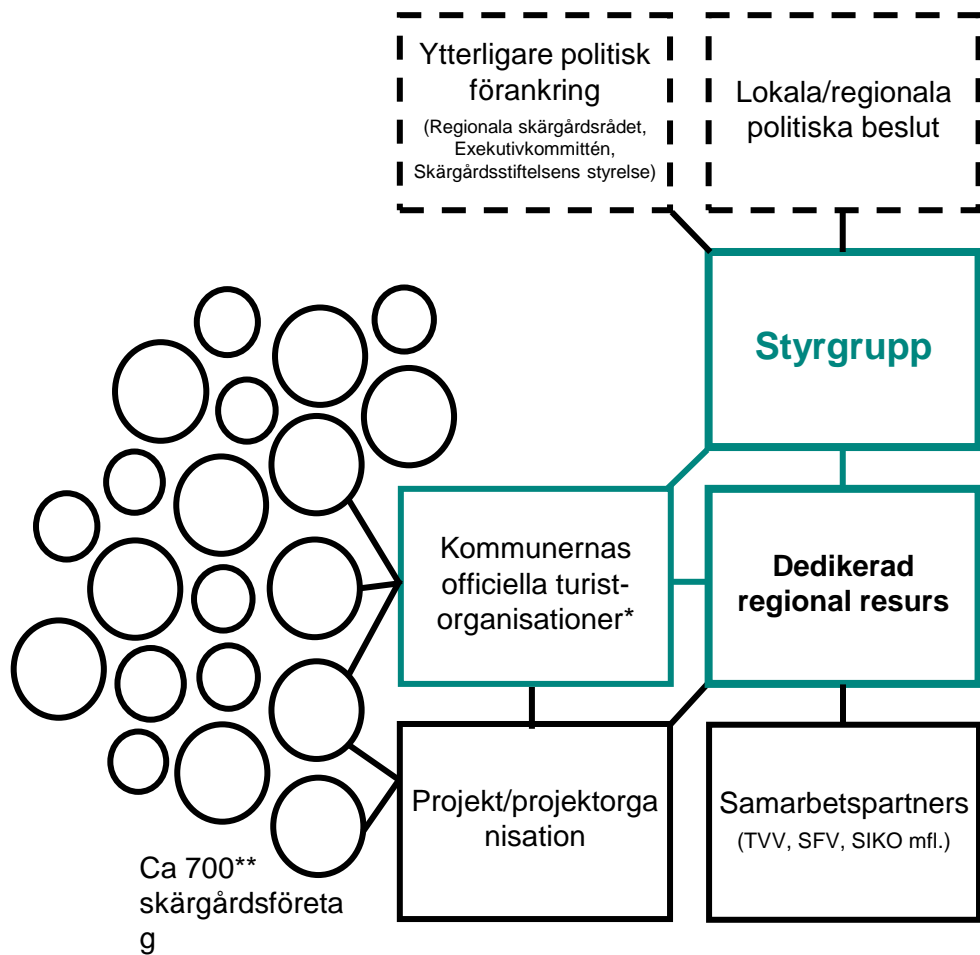 Ytterligare politisk
förankring
(Regionala skärgårdsrådet,
Exekutivkommittén,
Skärgårdsstiftelsens styrelse)
Lokala/regionala
politiska beslut
Styrgrupp
Kommunernas
officiella turist-
organisationer*
Dedikerad
regional resurs
Projekt/projektorga
nisation
Samarbetspartners
(TVV, SFV, SIKO mfl.)
Ca 700**
skärgårdsföreta
g